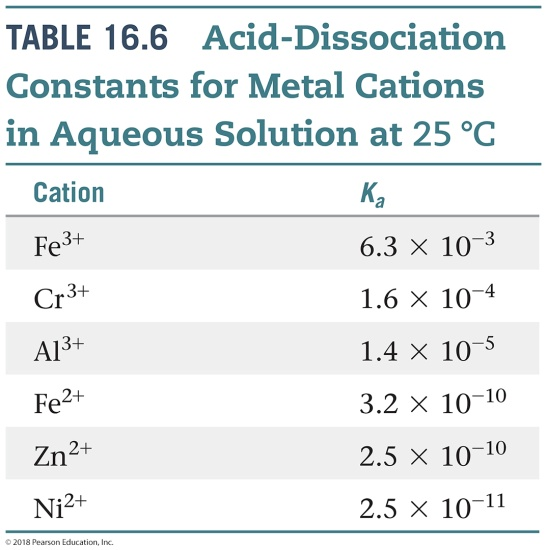 TABLE 16.6 Acid-Dissociation
Constants for Metal Cations
in Aqueous Solution at 25 °C
Cation Kₐ
Fe³⁺ 6.3 × 10⁻³
Cr³⁺ 1.6 × 10⁻⁴
Al³⁺ 1.4 × 10⁻⁵
Fe²⁺ 3.2 × 10⁻¹⁰
Zn²⁺ 2.5 × 10⁻¹⁰
Ni²⁺ 2.5 × 10⁻¹¹
© 2018 Pearson Education, Inc.